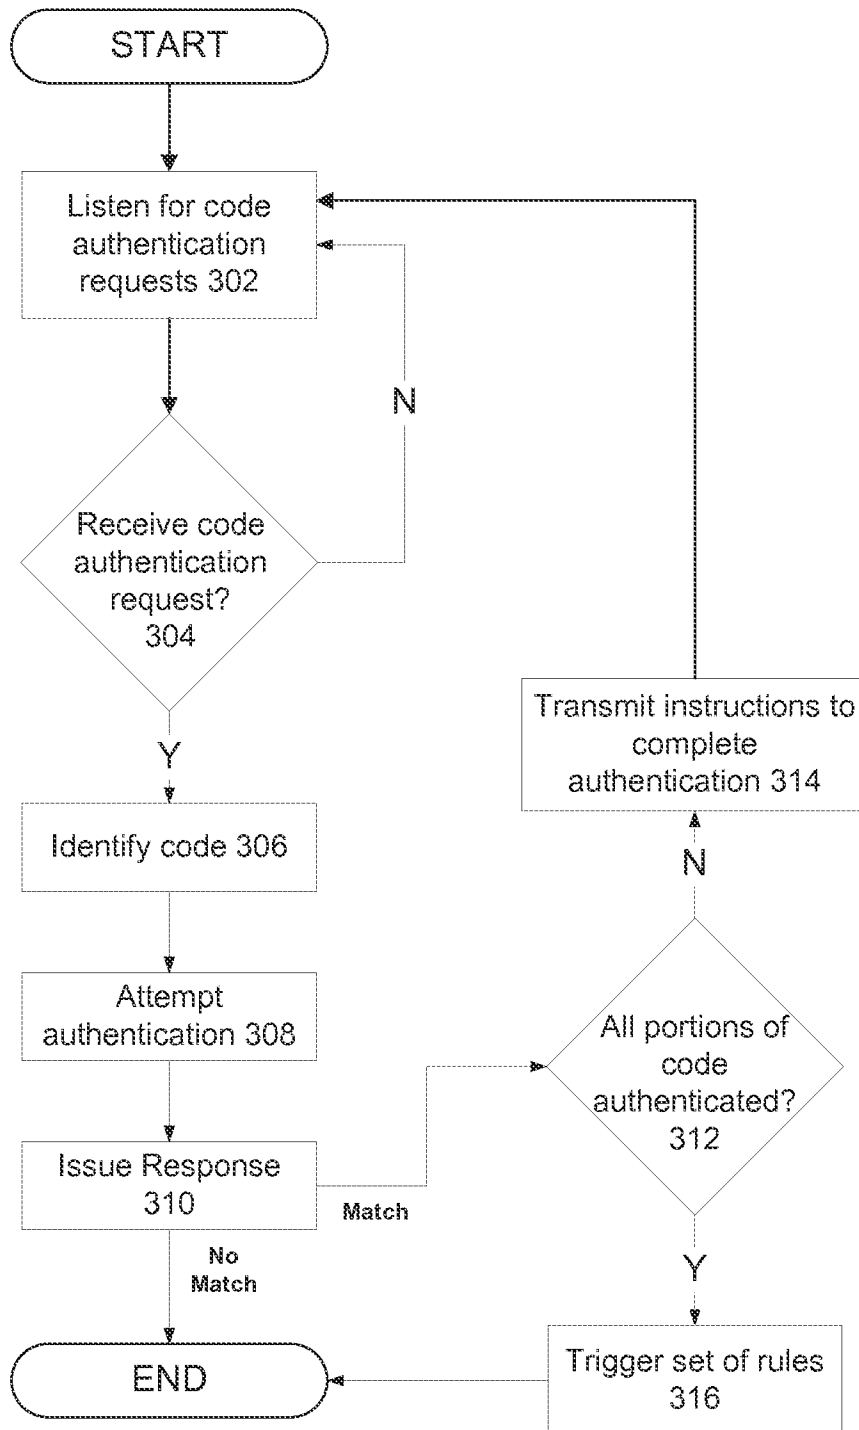 START
Listen for code
authentication
requests 302
N
Receive code
authentication
request?
304
Y
Identify code 306
Attempt
authentication 308
Issue Response
310
Match
No
Match
END
Transmit instructions to
complete
authentication 314
N
All portions of
code
authenticated?
312
Y
Trigger set of rules
316